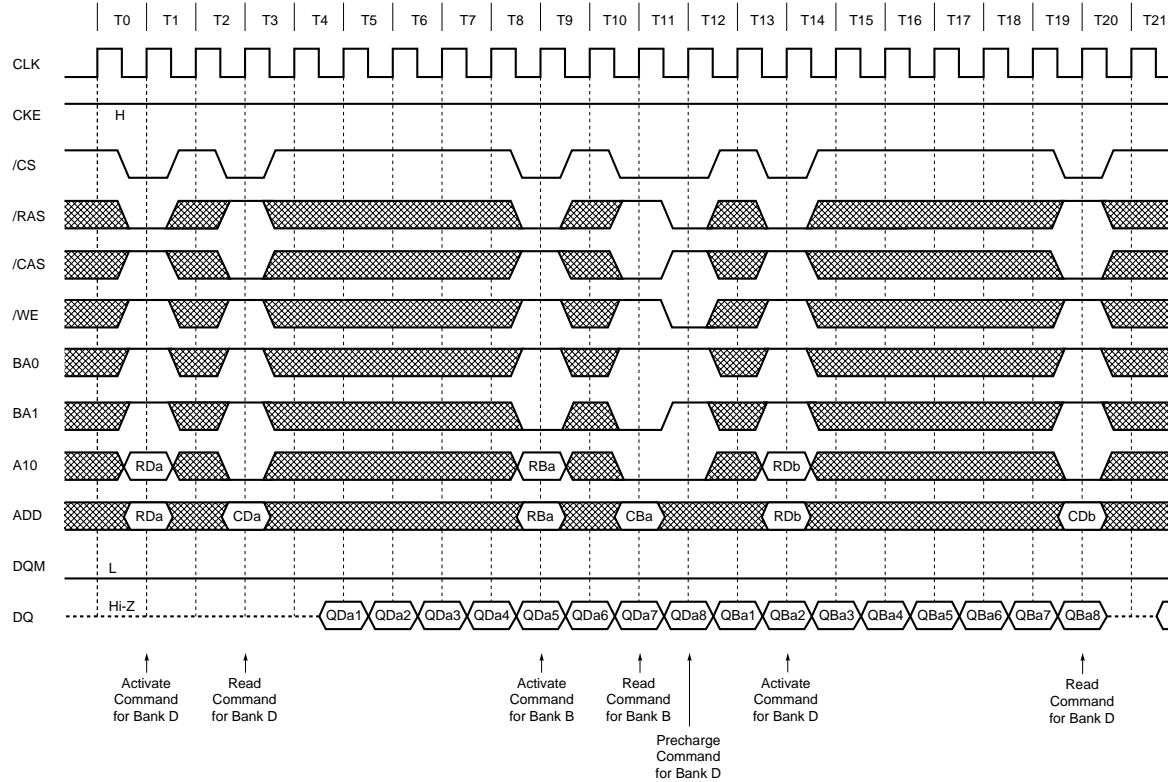 T0 T1 T2 T3 T4 T5 T6 T7 T8 T9 T10 T11 T12 T13 T14 T15 T16 T17 T18 T19 T20 T21
CLK
CKE H
/CS
/RAS
/CAS
/WE
BA0
BA1
A10 RDa RBa RDb
ADD RDa CDa RBa CBa RDb CDb
DQM L
DQ Hi-Z QDa1 QDa2 QDa3 QDa4 QDa5 QDa6 QDa7 QDa8 QBa1 QBa2 QBa3 QBa4 QBa5 QBa6 QBa7 QBa8
Activate
Command
for Bank D
Read
Command
for Bank D
Activate
Command
for Bank B
Read
Command
for Bank B
Precharge
Command
for Bank D
Activate
Command
for Bank D
Read
Command
for Bank D